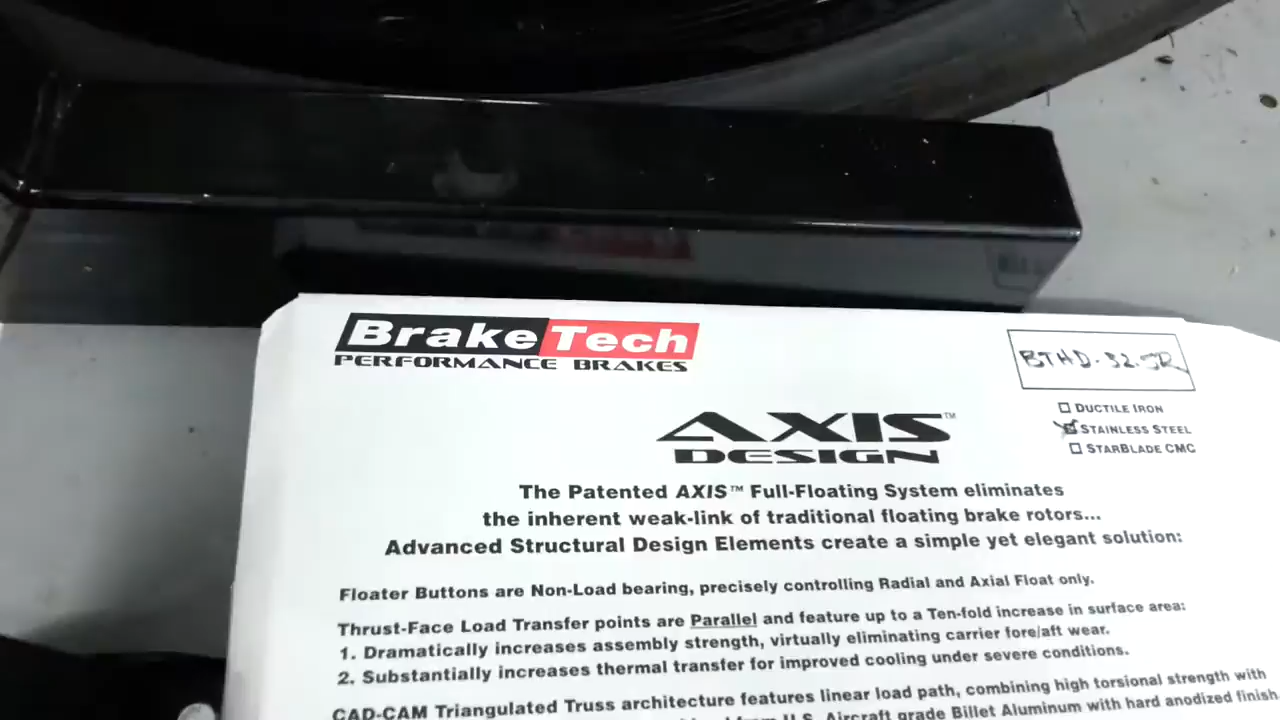 BrakeTech
PERFORMANCE BRAKES
BTHD-32-SR
DUCTILE IRON
STAINLESS STEEL
STARBLADE CMC
AXIS™
DESIGN
The Patented AXIS™ Full-Floating System eliminates
the inherent weak-link of traditional floating brake rotors...
Advanced Structural Design Elements create a simple yet elegant solution:
Floater Buttons are Non-Load bearing, precisely controlling Radial and Axial Float only.
Thrust-Face Load Transfer points are Parallel and feature up to a Ten-fold increase in surface area:
1. Dramatically increases assembly strength, virtually eliminating carrier fore/aft wear.
2. Substantially increases thermal transfer for improved cooling under severe conditions.
CAD-CAM Triangulated Truss architecture features linear load path, combining high torsional strength with
from U.S. Aircraft grade Billet Aluminum with hard anodized finish